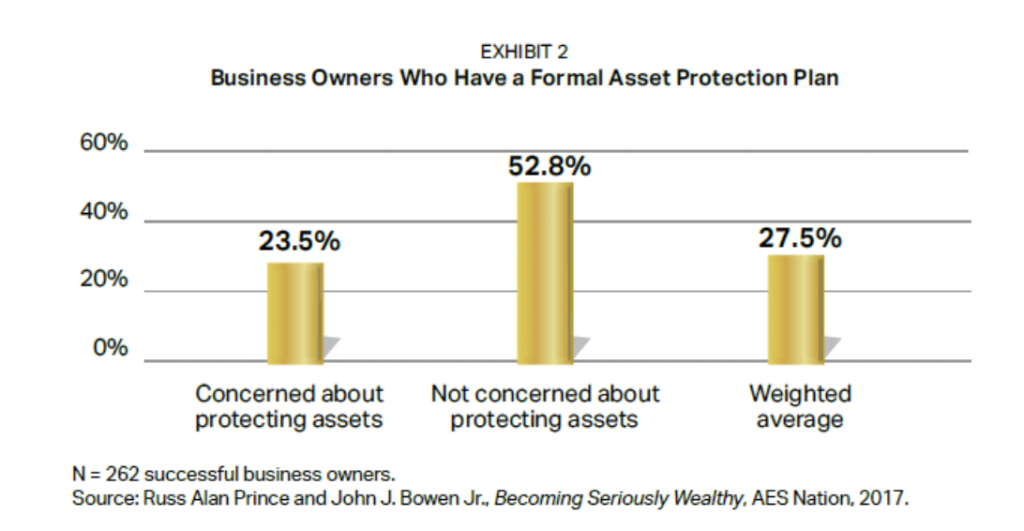 EXHIBIT 2
Business Owners Who Have a Formal Asset Protection Plan
60%
52.8%
40%
23.5%
27.5%
20%
0%
Concerned about
protecting assets
Not concerned about
protecting assets
Weighted
average
N = 262 successful business owners.
Source: Russ Alan Prince and John J. Bowen Jr., Becoming Seriously Wealthy, AES Nation, 2017.